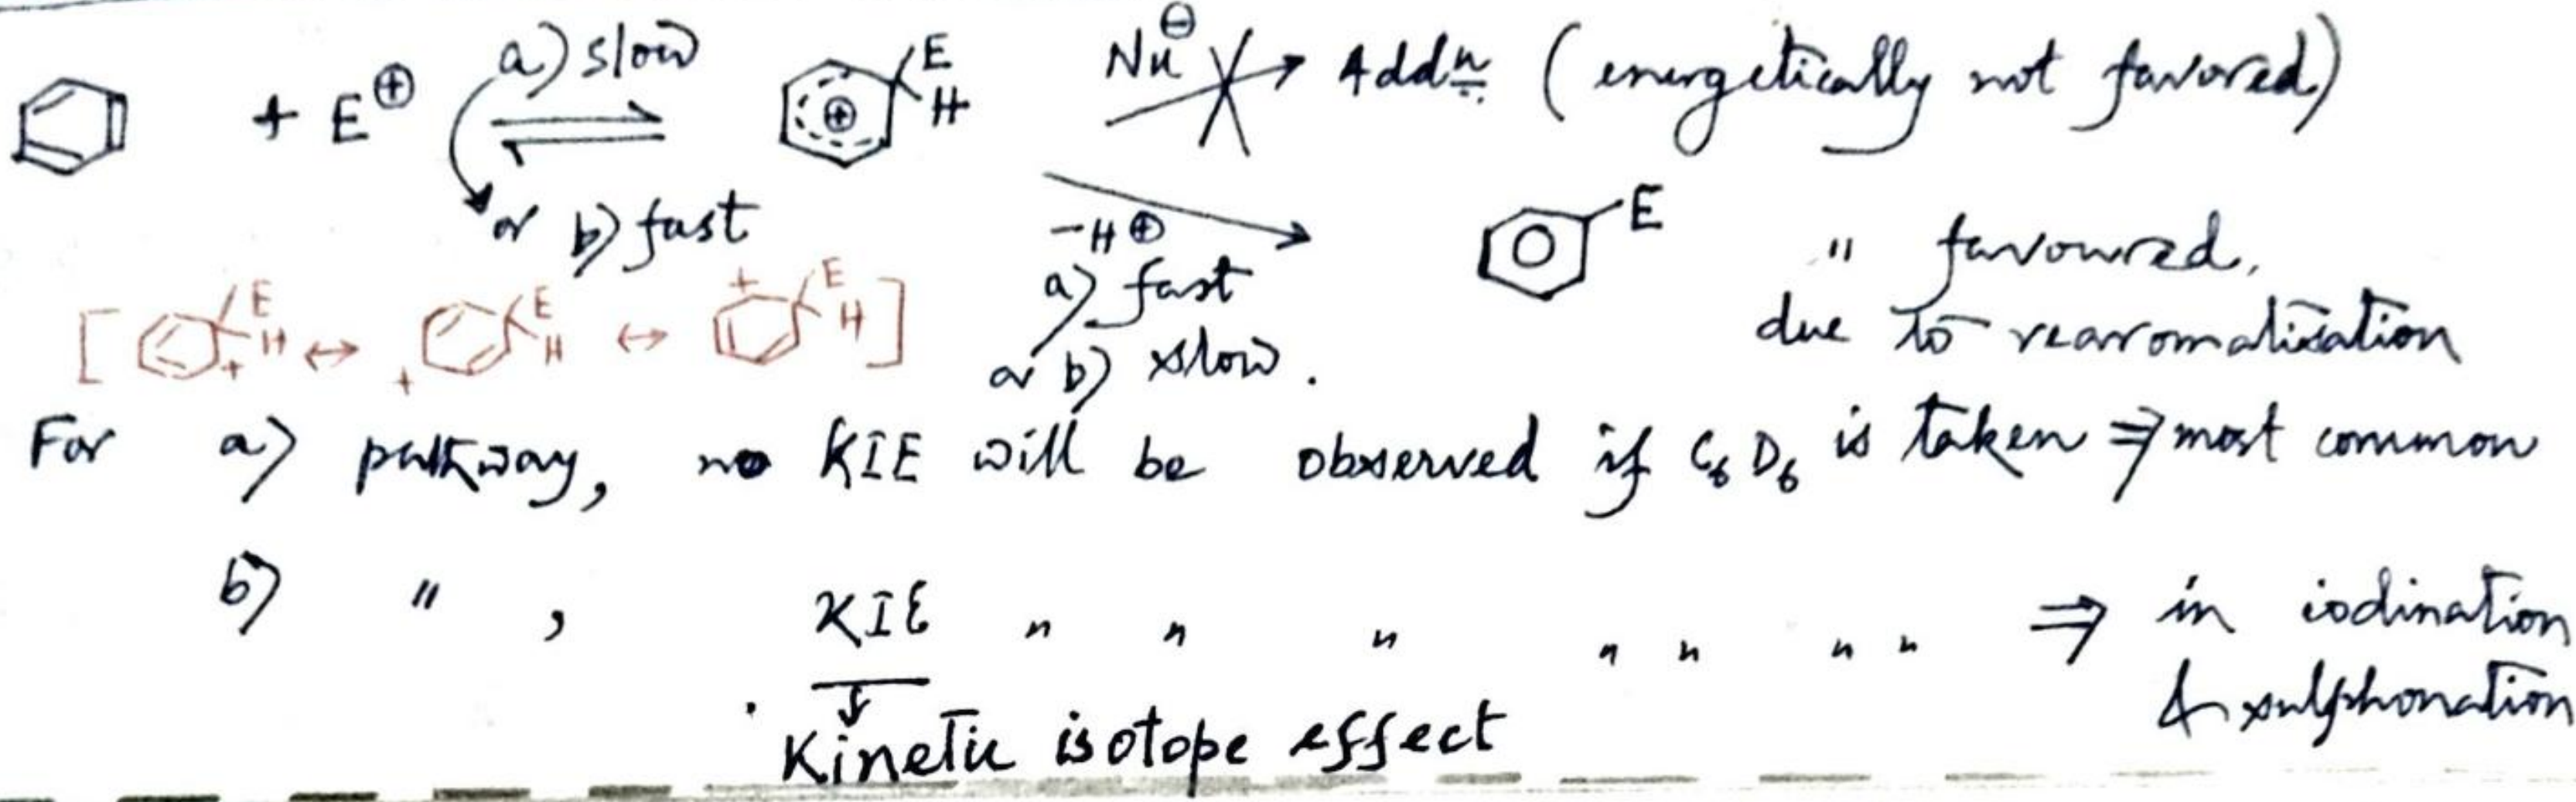 a) slow
+ E⊕ ⇌ ⊕ E H Nu⊖ → Addn (energetically not favored)
or b) fast
-H⊕ E " favoured,
a) fast due to rearomatization
or b) slow.
[ E H + ↔ + E H ↔ + E H ]
For a) pathway, no KIE will be observed if C₆D₆ is taken ⇒ most common
b) " , KIE " " " " " " " ⇒ in iodination
& sulphonation
↓
Kinetic isotope effect